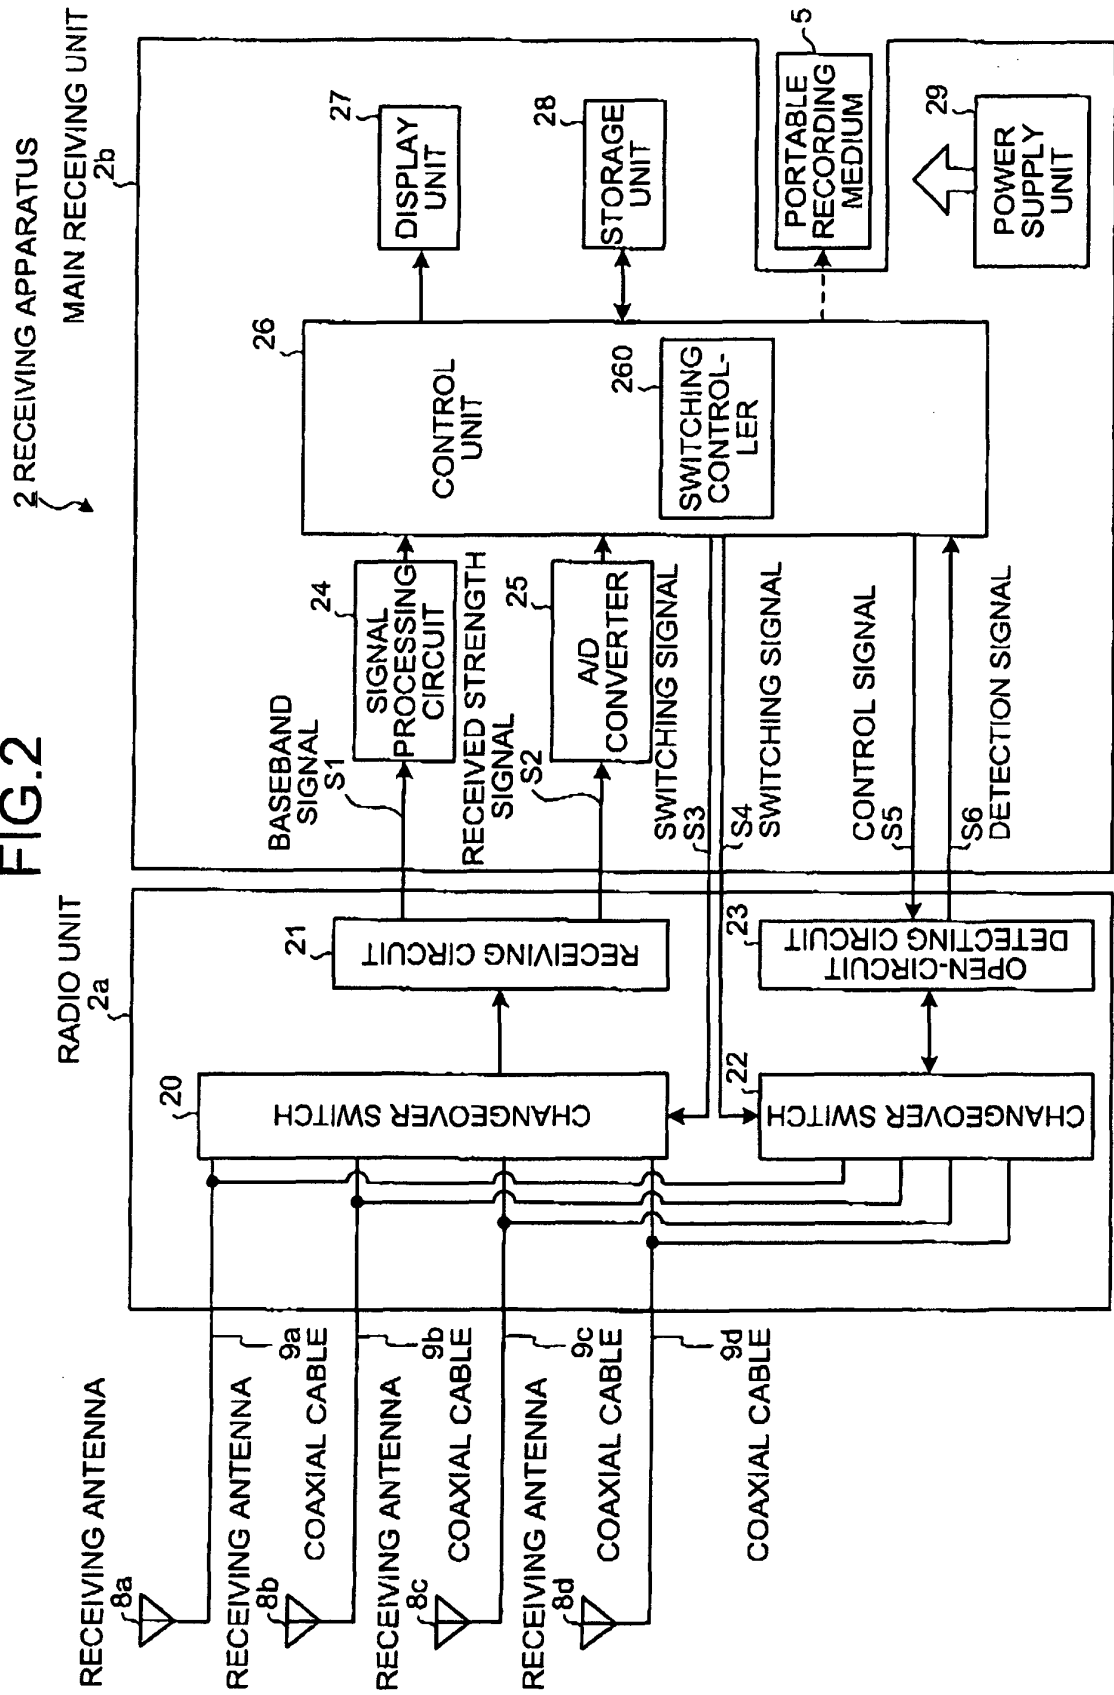 FIG.2
2 RECEIVING APPARATUS
MAIN RECEIVING UNIT
2b
RADIO UNIT
2a
RECEIVING ANTENNA
8a
RECEIVING ANTENNA
8b
RECEIVING ANTENNA
8c
RECEIVING ANTENNA
8d
9a
COAXIAL CABLE
9b
COAXIAL CABLE
9c
COAXIAL CABLE
9d
COAXIAL CABLE
20
CHANGEOVER SWITCH
21
RECEIVING CIRCUIT
22
CHANGEOVER SWITCH
23
OPEN-CIRCUIT
DETECTING CIRCUIT
BASEBAND
SIGNAL
S1
RECEIVED STRENGTH
SIGNAL
S2
SWITCHING SIGNAL
S3
S4
SWITCHING SIGNAL
CONTROL SIGNAL
S5
S6
DETECTION SIGNAL
24
SIGNAL
PROCESSING
CIRCUIT
25
A/D
CONVERTER
26
CONTROL
UNIT
260
SWITCHING
CONTROL-
LER
27
DISPLAY
UNIT
28
STORAGE
UNIT
5
PORTABLE
RECORDING
MEDIUM
29
POWER
SUPPLY
UNIT